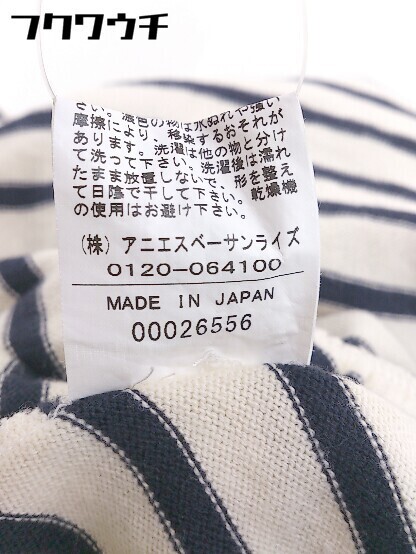 フクワウチ
さい。濃色の物は水ぬれや強い
摩擦により、移染するおそれが
あります。洗濯は他の物と分け
て洗って下さい。洗濯後は濡れ
たまま放置しないで、形を整え
て日陰で干して下さい。乾燥機
の使用はお避け下さい。
(株) アニエスベーサンライズ
0120-064100
MADE IN JAPAN
00026556